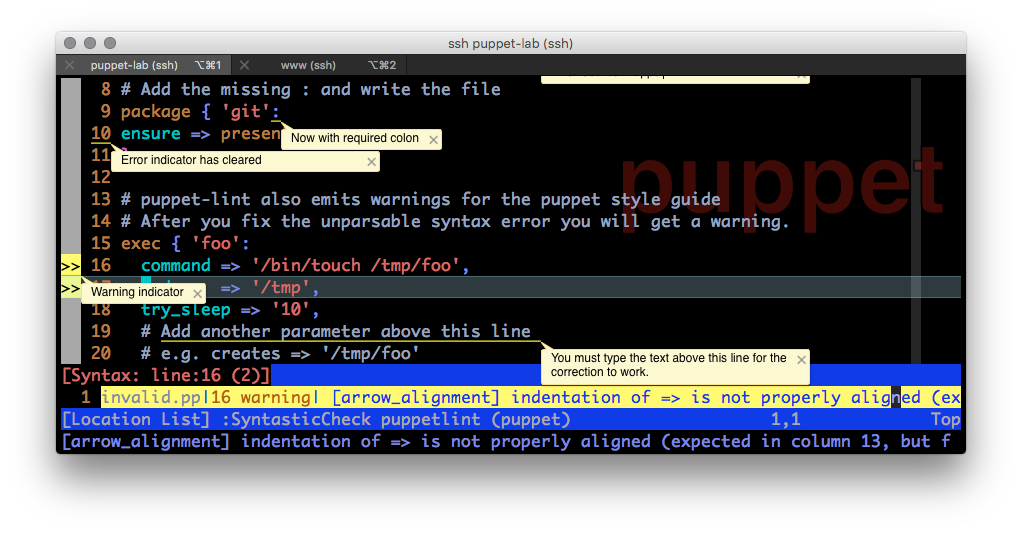 ssh puppet-lab (ssh)
puppet-lab (ssh) ⌥⌘1 www (ssh) ⌥⌘2
8 # Add the missing : and write the file
9 package { 'git':
Now with required colon
10 ensure => presen
Error indicator has cleared
11
puppet
12
13 # puppet-lint also emits warnings for the puppet style guide
14 # After you fix the unparsable syntax error you will get a warning.
15 exec { 'foo':
>> 16 command => '/bin/touch /tmp/foo',
>> => '/tmp',
Warning indicator
18 try_sleep => '10',
19 # Add another parameter above this line
20 # e.g. creates => '/tmp/foo'
You must type the text above this line for the
correction to work.
[Syntax: line:16 (2)]
1 invalid.pp|16 warning| [arrow_alignment] indentation of => is not properly aligned (ex
[Location List] :SyntasticCheck puppetlint (puppet) 1,1 Top
[arrow_alignment] indentation of => is not properly aligned (expected in column 13, but f